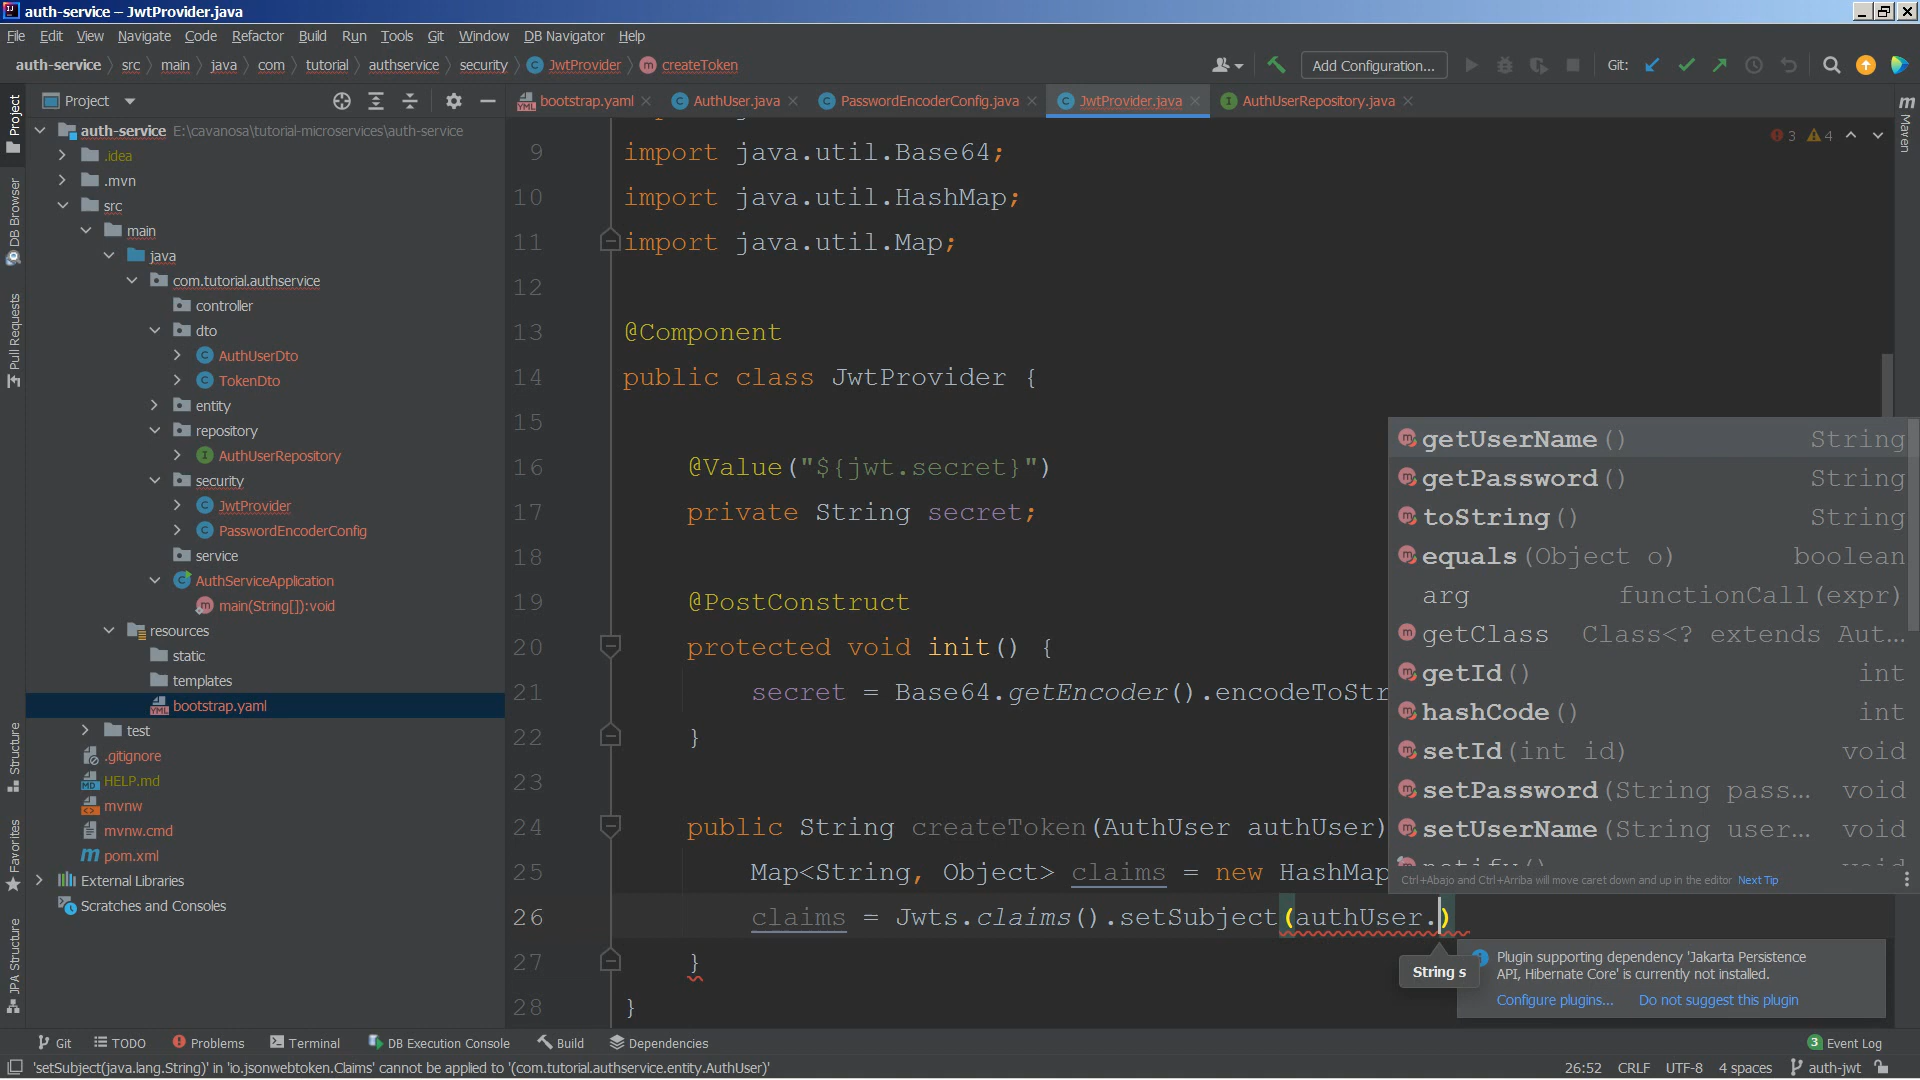 auth-service – JwtProvider.java
File Edit View Navigate Code Refactor Build Run Tools Git Window DB Navigator Help
auth-service src main java com tutorial authservice security JwtProvider createToken
Add Configuration...
Git:
Project
bootstrap.yaml
AuthUser.java
PasswordEncoderConfig.java
JwtProvider.java
AuthUserRepository.java
3 4
Project
DB Browser
Pull Requests
Structure
Favorites
JPA Structure
Maven
auth-service E:\cavanosa\tutorial-microservices\auth-service
.idea
.mvn
src
main
java
com.tutorial.authservice
controller
dto
AuthUserDto
TokenDto
entity
repository
AuthUserRepository
security
JwtProvider
PasswordEncoderConfig
service
AuthServiceApplication
main(String[]):void
resources
static
templates
bootstrap.yaml
test
.gitignore
HELP.md
mvnw
mvnw.cmd
pom.xml
External Libraries
Scratches and Consoles
9 import java.util.Base64;
10 import java.util.HashMap;
11 import java.util.Map;
12
13 @Component
14 public class JwtProvider {
15
16 @Value("${jwt.secret}")
17 private String secret;
18
19 @PostConstruct
20 protected void init() {
21 secret = Base64.getEncoder().encodeToStr
22 }
23
24 public String createToken(AuthUser authUser)
25 Map<String, Object> claims = new HashMap
26 claims = Jwts.claims().setSubject(authUser.)
27 }
28 }
getUserName() String
getPassword() String
toString() String
equals(Object o) boolean
arg functionCall(expr)
getClass Class<? extends Aut...
getId() int
hashCode() int
setId(int id) void
setPassword(String pass... void
setUserName(String user... void
notify() void
Ctrl+Abajo and Ctrl+Arriba will move caret down and up in the editor Next Tip
String s
Plugin supporting dependency 'Jakarta Persistence
API, Hibernate Core' is currently not installed.
Configure plugins... Do not suggest this plugin
Git TODO Problems Terminal DB Execution Console Build Dependencies 3 Event Log
'setSubject(java.lang.String)' in 'io.jsonwebtoken.Claims' cannot be applied to '(com.tutorial.authservice.entity.AuthUser)' 26:52 CRLF UTF-8 4 spaces auth-jwt